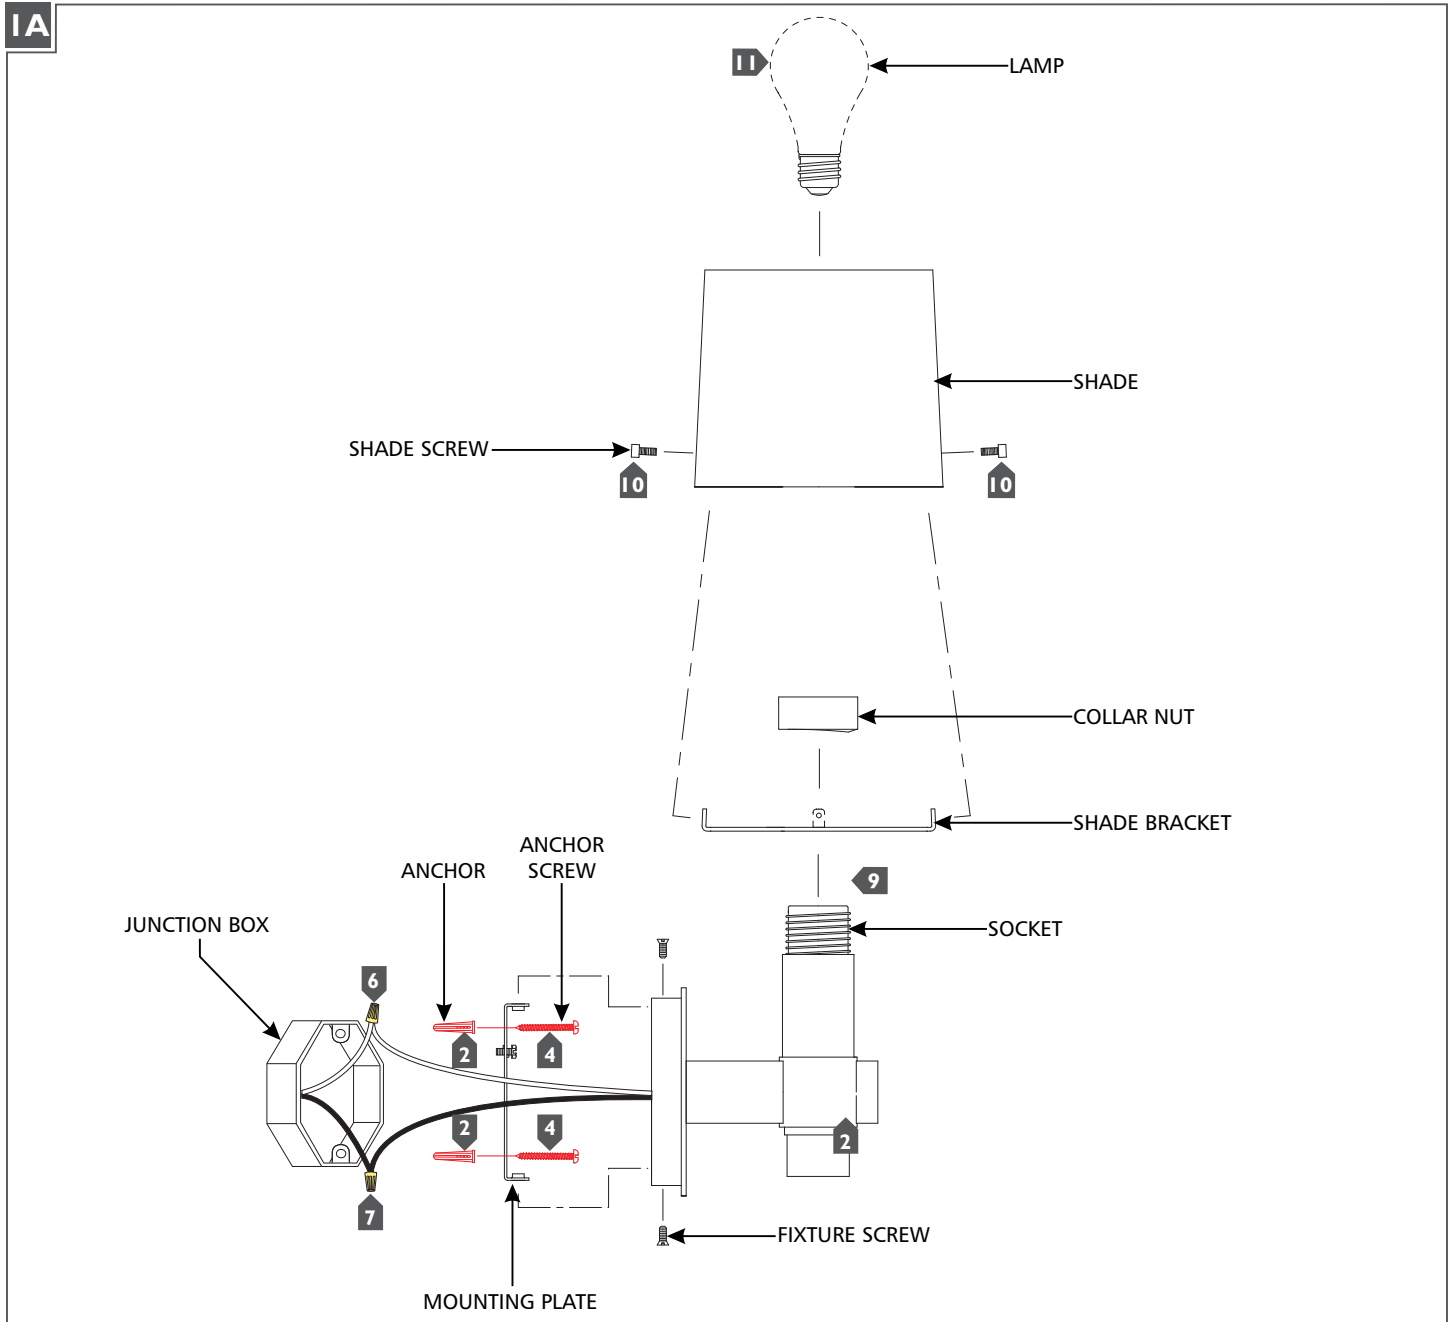 1A
11
LAMP
SHADE
SHADE SCREW
10
10
COLLAR NUT
SHADE BRACKET
ANCHOR
SCREW
ANCHOR
9
JUNCTION BOX
SOCKET
6
2
4
2
4
2
7
FIXTURE SCREW
MOUNTING PLATE